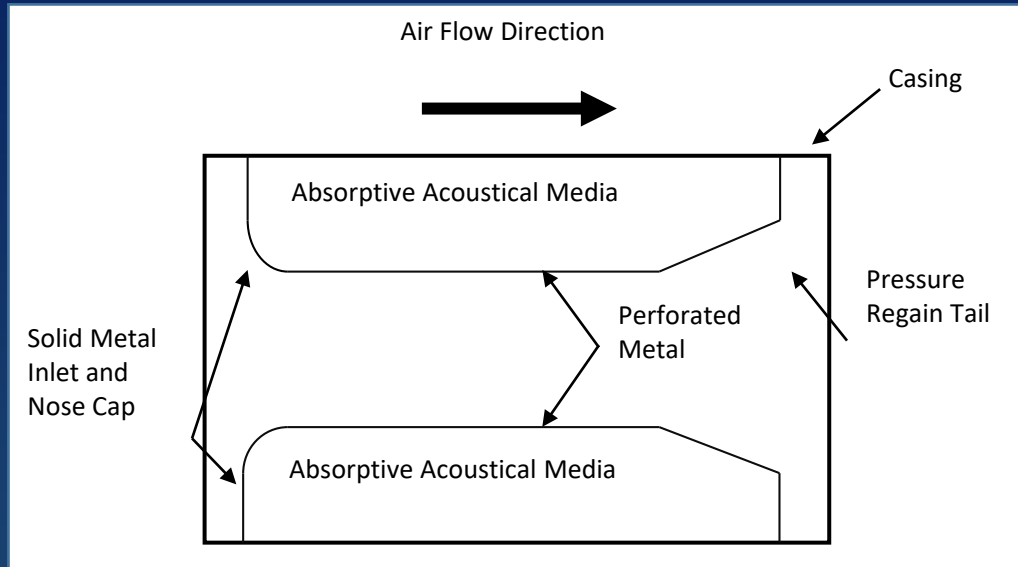 Air Flow Direction
Casing
Absorptive Acoustical Media
Pressure
Regain Tail
Perforated
Metal
Solid Metal
Inlet and
Nose Cap
Absorptive Acoustical Media